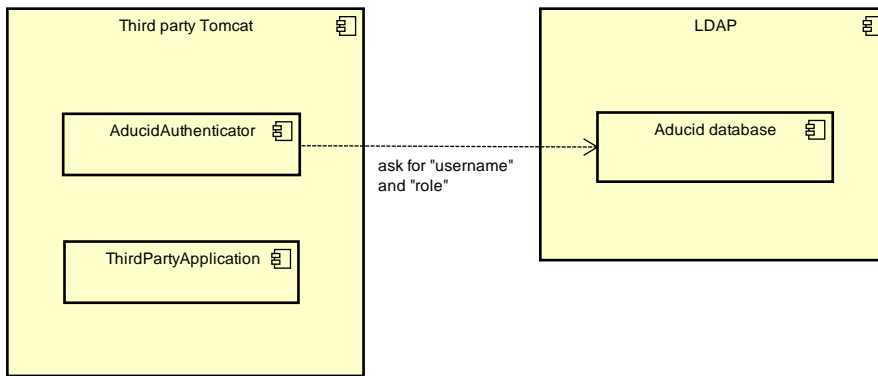 Third party Tomcat
LDAP
AducidAuthenticator
Aducid database
ask for "username"
and "role"
ThirdPartyApplication